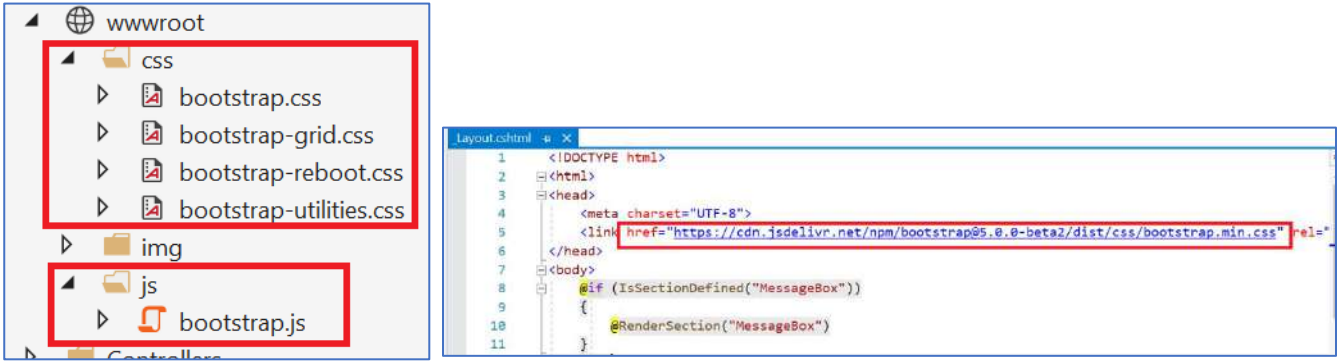 wwwroot
css
bootstrap.css
bootstrap-grid.css
bootstrap-reboot.css
bootstrap-utilities.css
img
js
bootstrap.js
Controllers
_Layout.cshtml
1 <!DOCTYPE html>
2 <html>
3 <head>
4 <meta charset="UTF-8">
5 <link href="https://cdn.jsdelivr.net/npm/bootstrap@5.0.0-beta2/dist/css/bootstrap.min.css" rel="
6 </head>
7 <body>
8 @if (IsSectionDefined("MessageBox"))
9 {
10 @RenderSection("MessageBox")
11 }